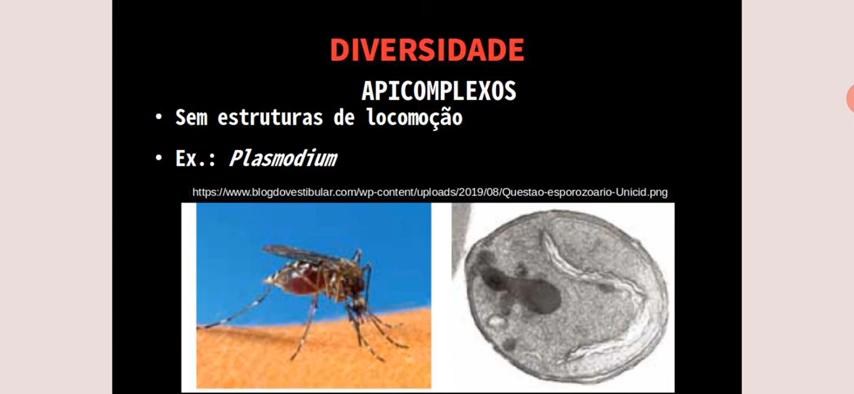 DIVERSIDADE
APICOMPLEXOS
• Sem estruturas de locomoção
• Ex.: Plasmodium
https://www.blogdovestibular.com/wp-content/uploads/2019/08/Questao-esporozoario-Unicid.png